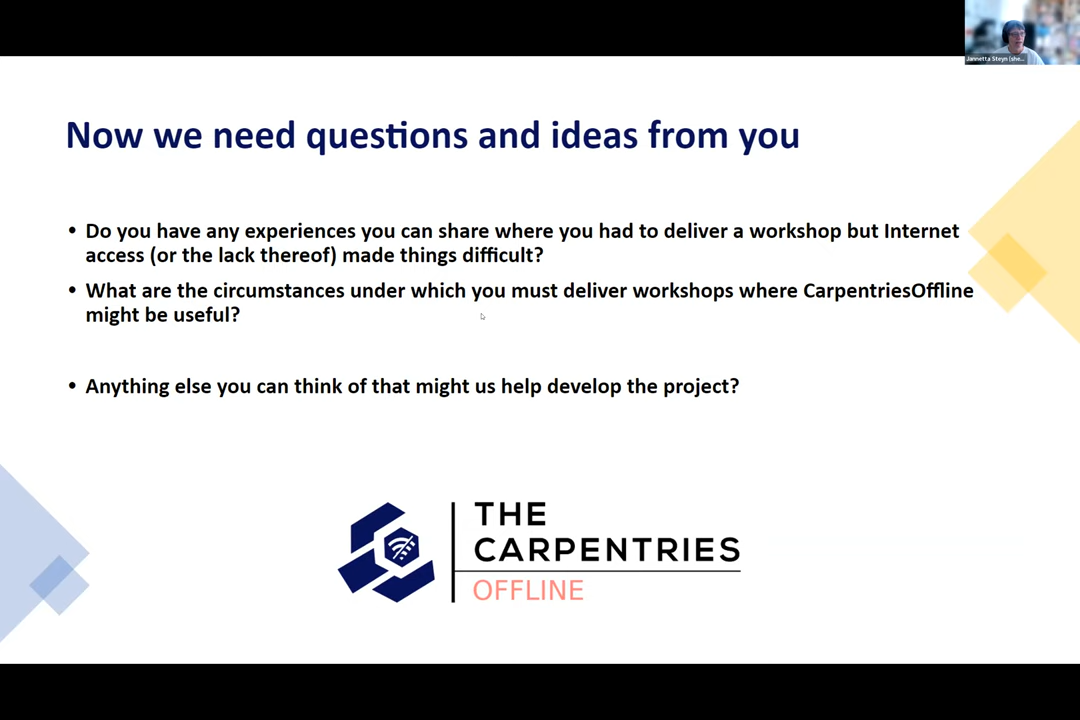 Jannetta Steyn (she...
Now we need questions and ideas from you
• Do you have any experiences you can share where you had to deliver a workshop but Internet
access (or the lack thereof) made things difficult?
• What are the circumstances under which you must deliver workshops where CarpentriesOffline
might be useful?
• Anything else you can think of that might us help develop the project?
THE
CARPENTRIES
OFFLINE